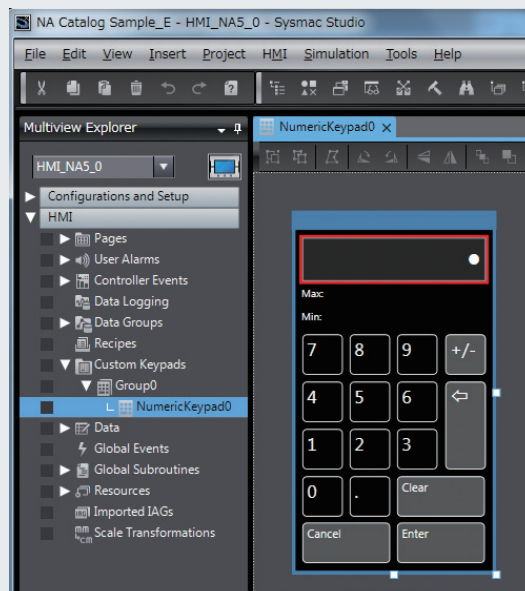 NA Catalog Sample_E - HMI_NA5_0 - Sysmac Studio
File Edit View Insert Project HMI Simulation Tools Help
Multiview Explorer
NumericKeypad0
HMI_NA5_0
Configurations and Setup
HMI
Pages
User Alarms
Controller Events
Data Logging
Data Groups
Recipes
Custom Keypads
Group0
NumericKeypad0
Data
Global Events
Global Subroutines
Resources
Imported IAGs
Scale Transformations
Max:
Min:
7 8 9 +/-
4 5 6
1 2 3
0 . Clear
Cancel Enter